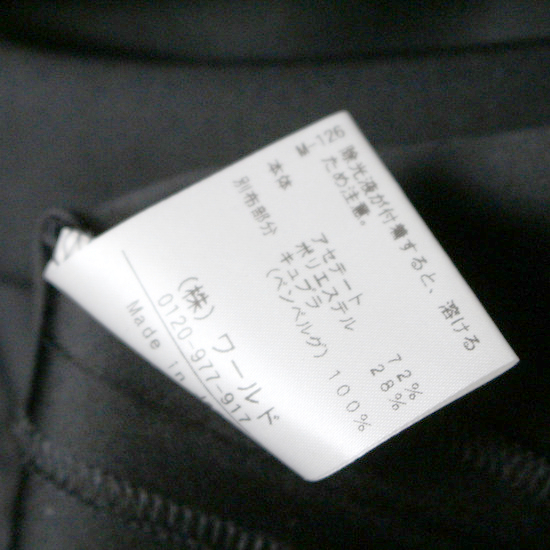 M-126
除光液が付着すると、溶ける
ため注意。
本体 アセテート 72%
ポリエステル 28%
別布部分 キュプラ
(ベンベルグ) 100%
(株) ワールド
0120-977-917
Made in